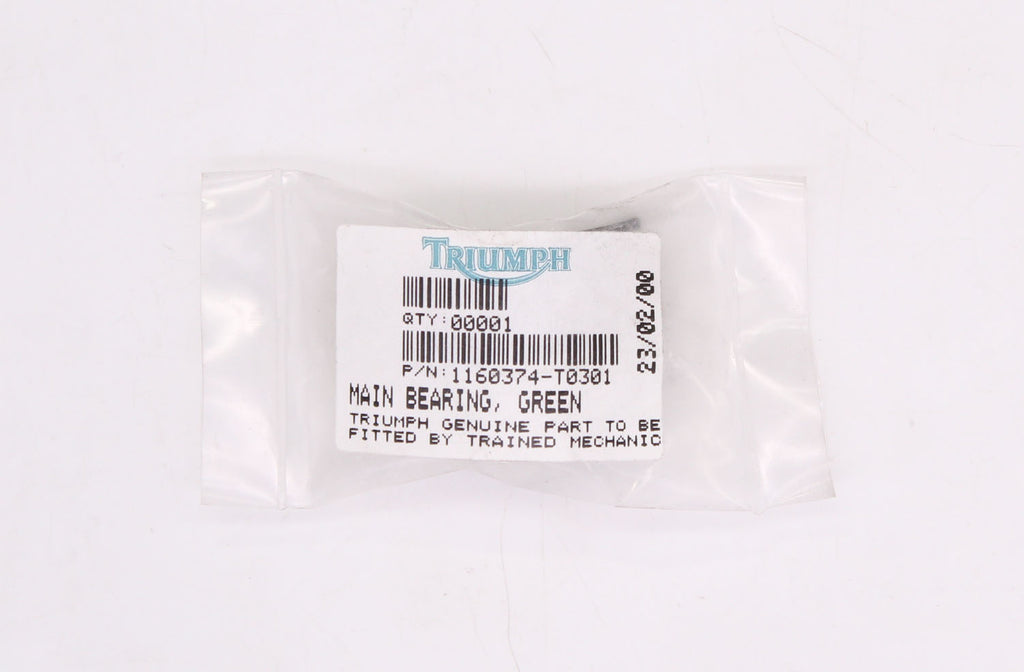 TRIUMPH
QTY:00001
P/N:1160374-T0301
MAIN BEARING, GREEN
TRIUMPH GENUINE PART TO BE
FITTED BY TRAINED MECHANIC
23/02/00